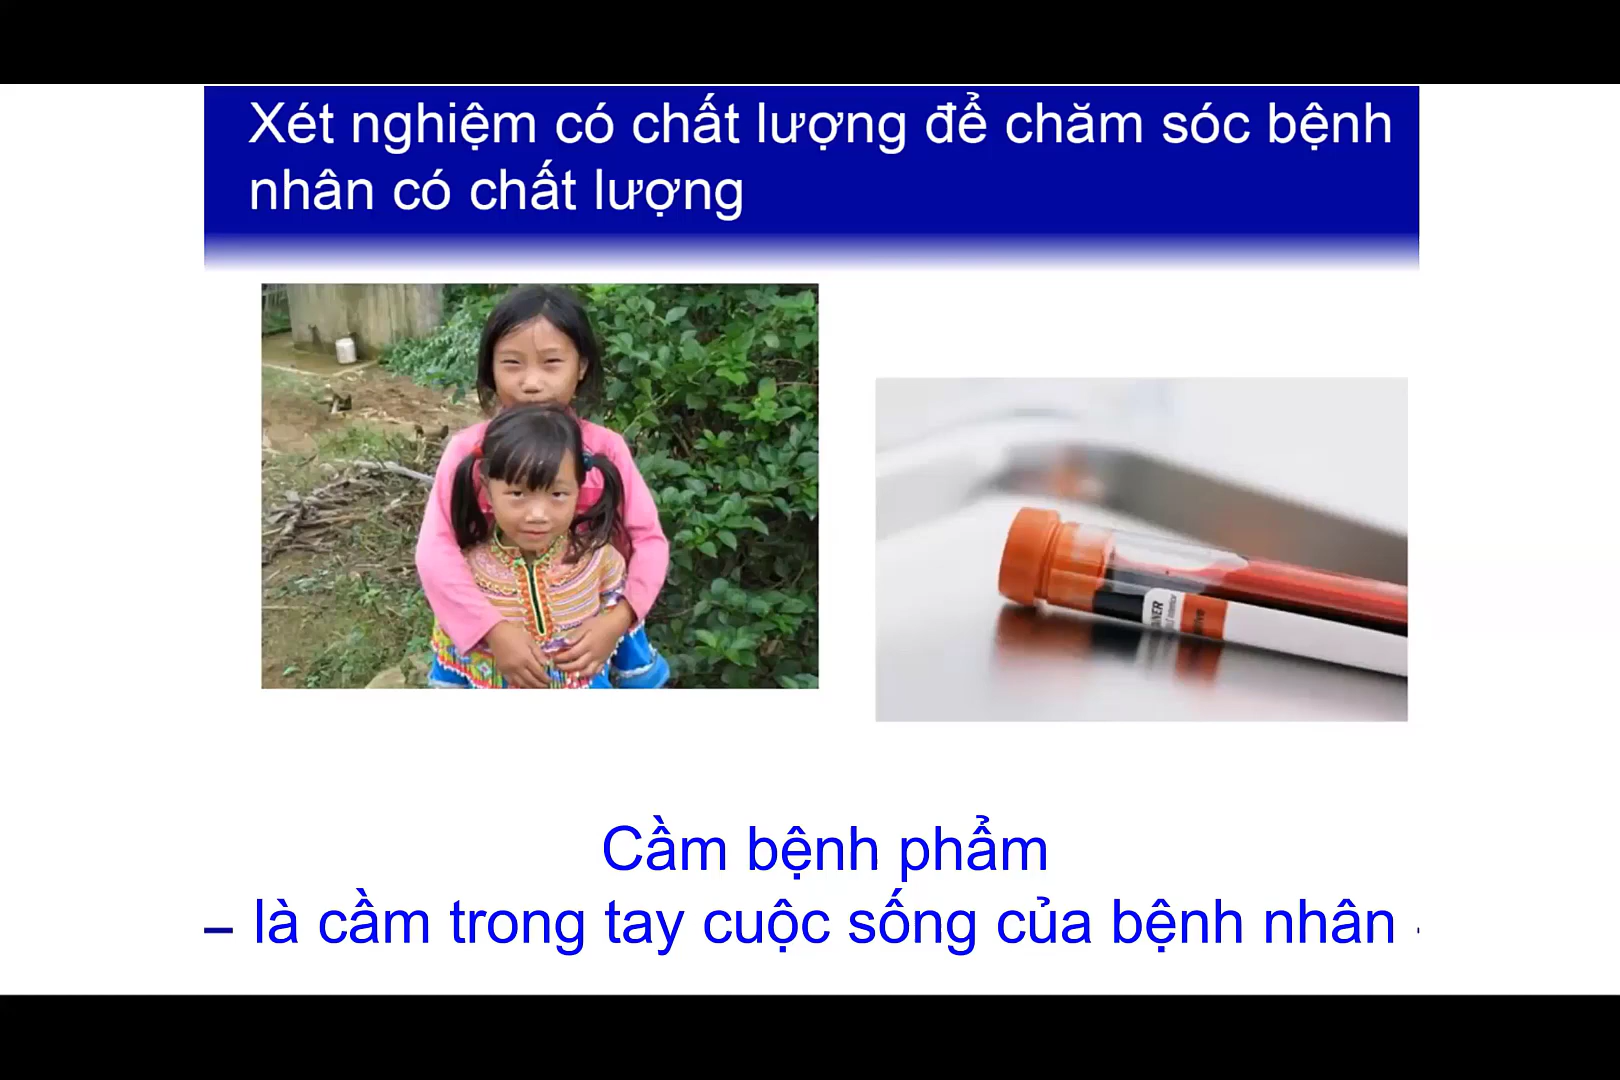 Xét nghiệm có chất lượng để chăm sóc bệnh
nhân có chất lượng
Cầm bệnh phẩm
– là cầm trong tay cuộc sống của bệnh nhân